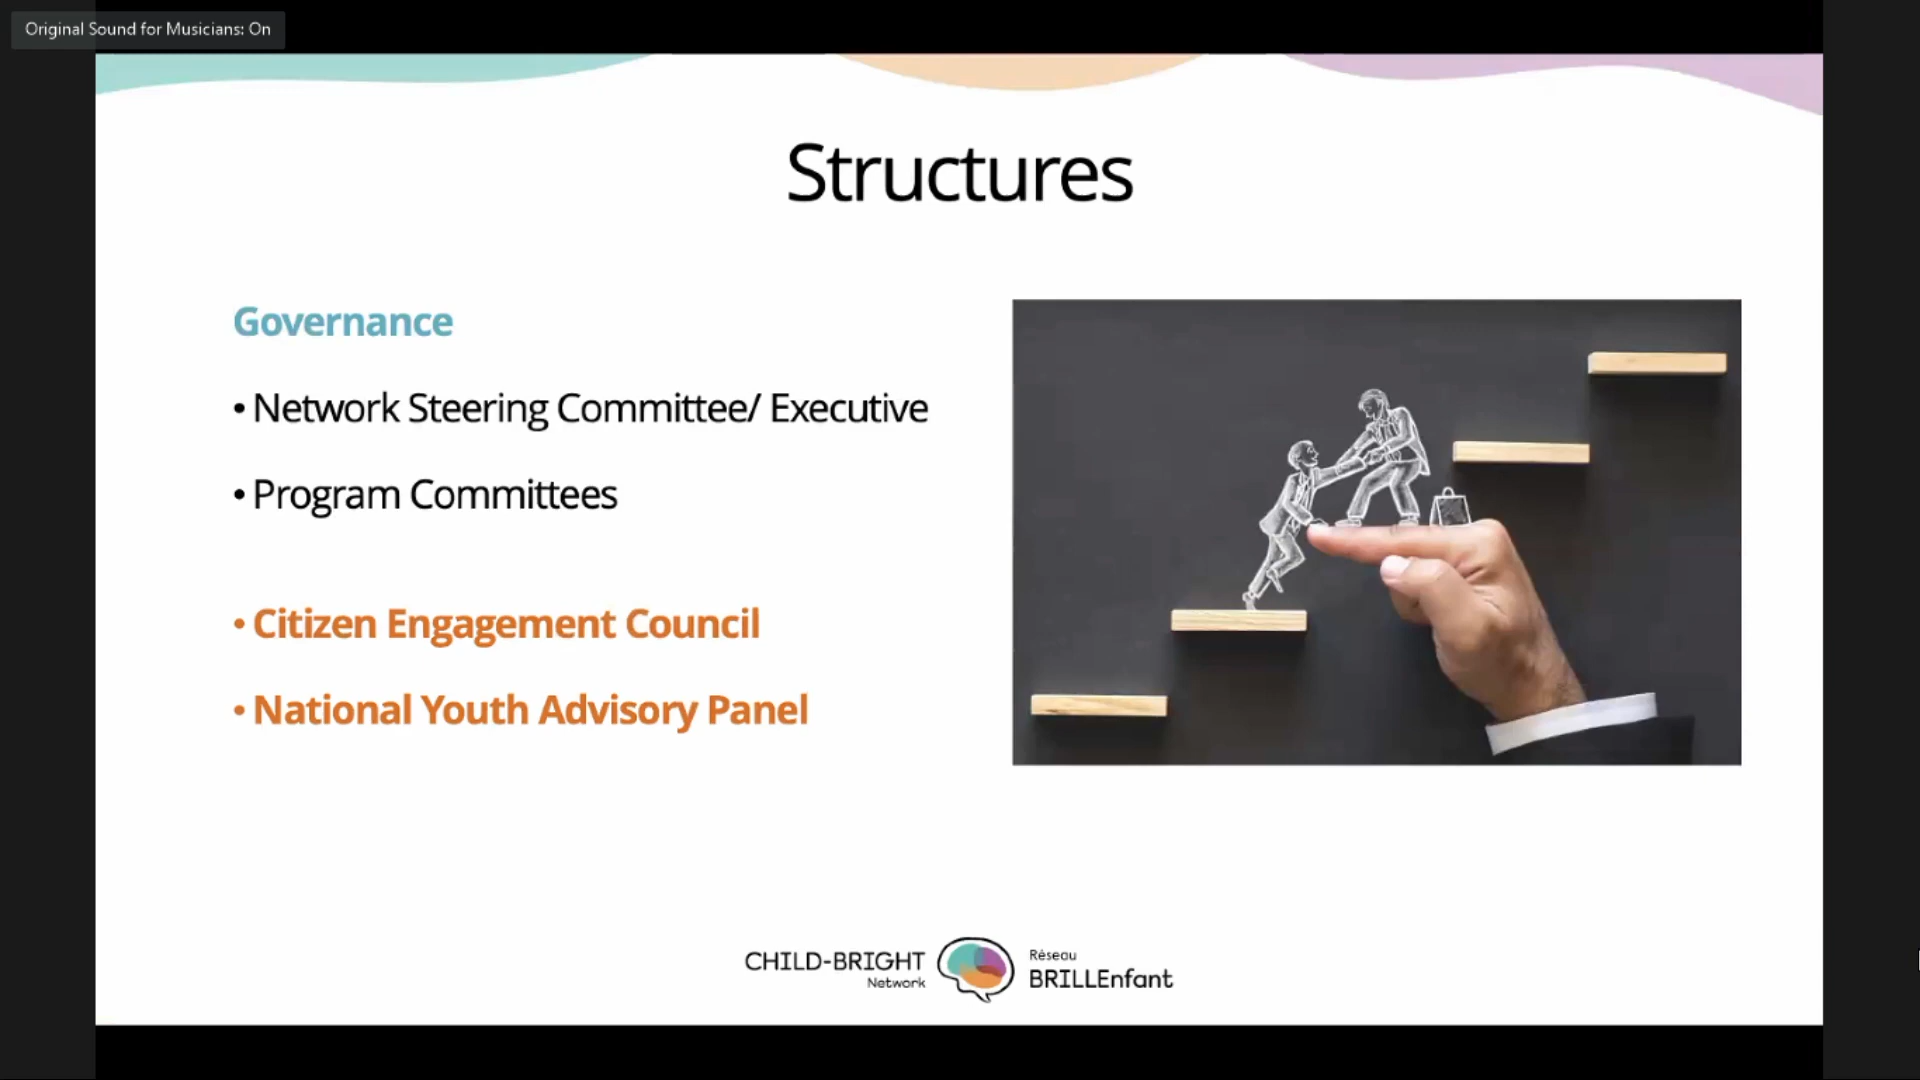 Original Sound for Musicians: On
Structures
Governance
• Network Steering Committee/ Executive
• Program Committees
• Citizen Engagement Council
• National Youth Advisory Panel
CHILD-BRIGHT
Network
Réseau
BRILLEnfant